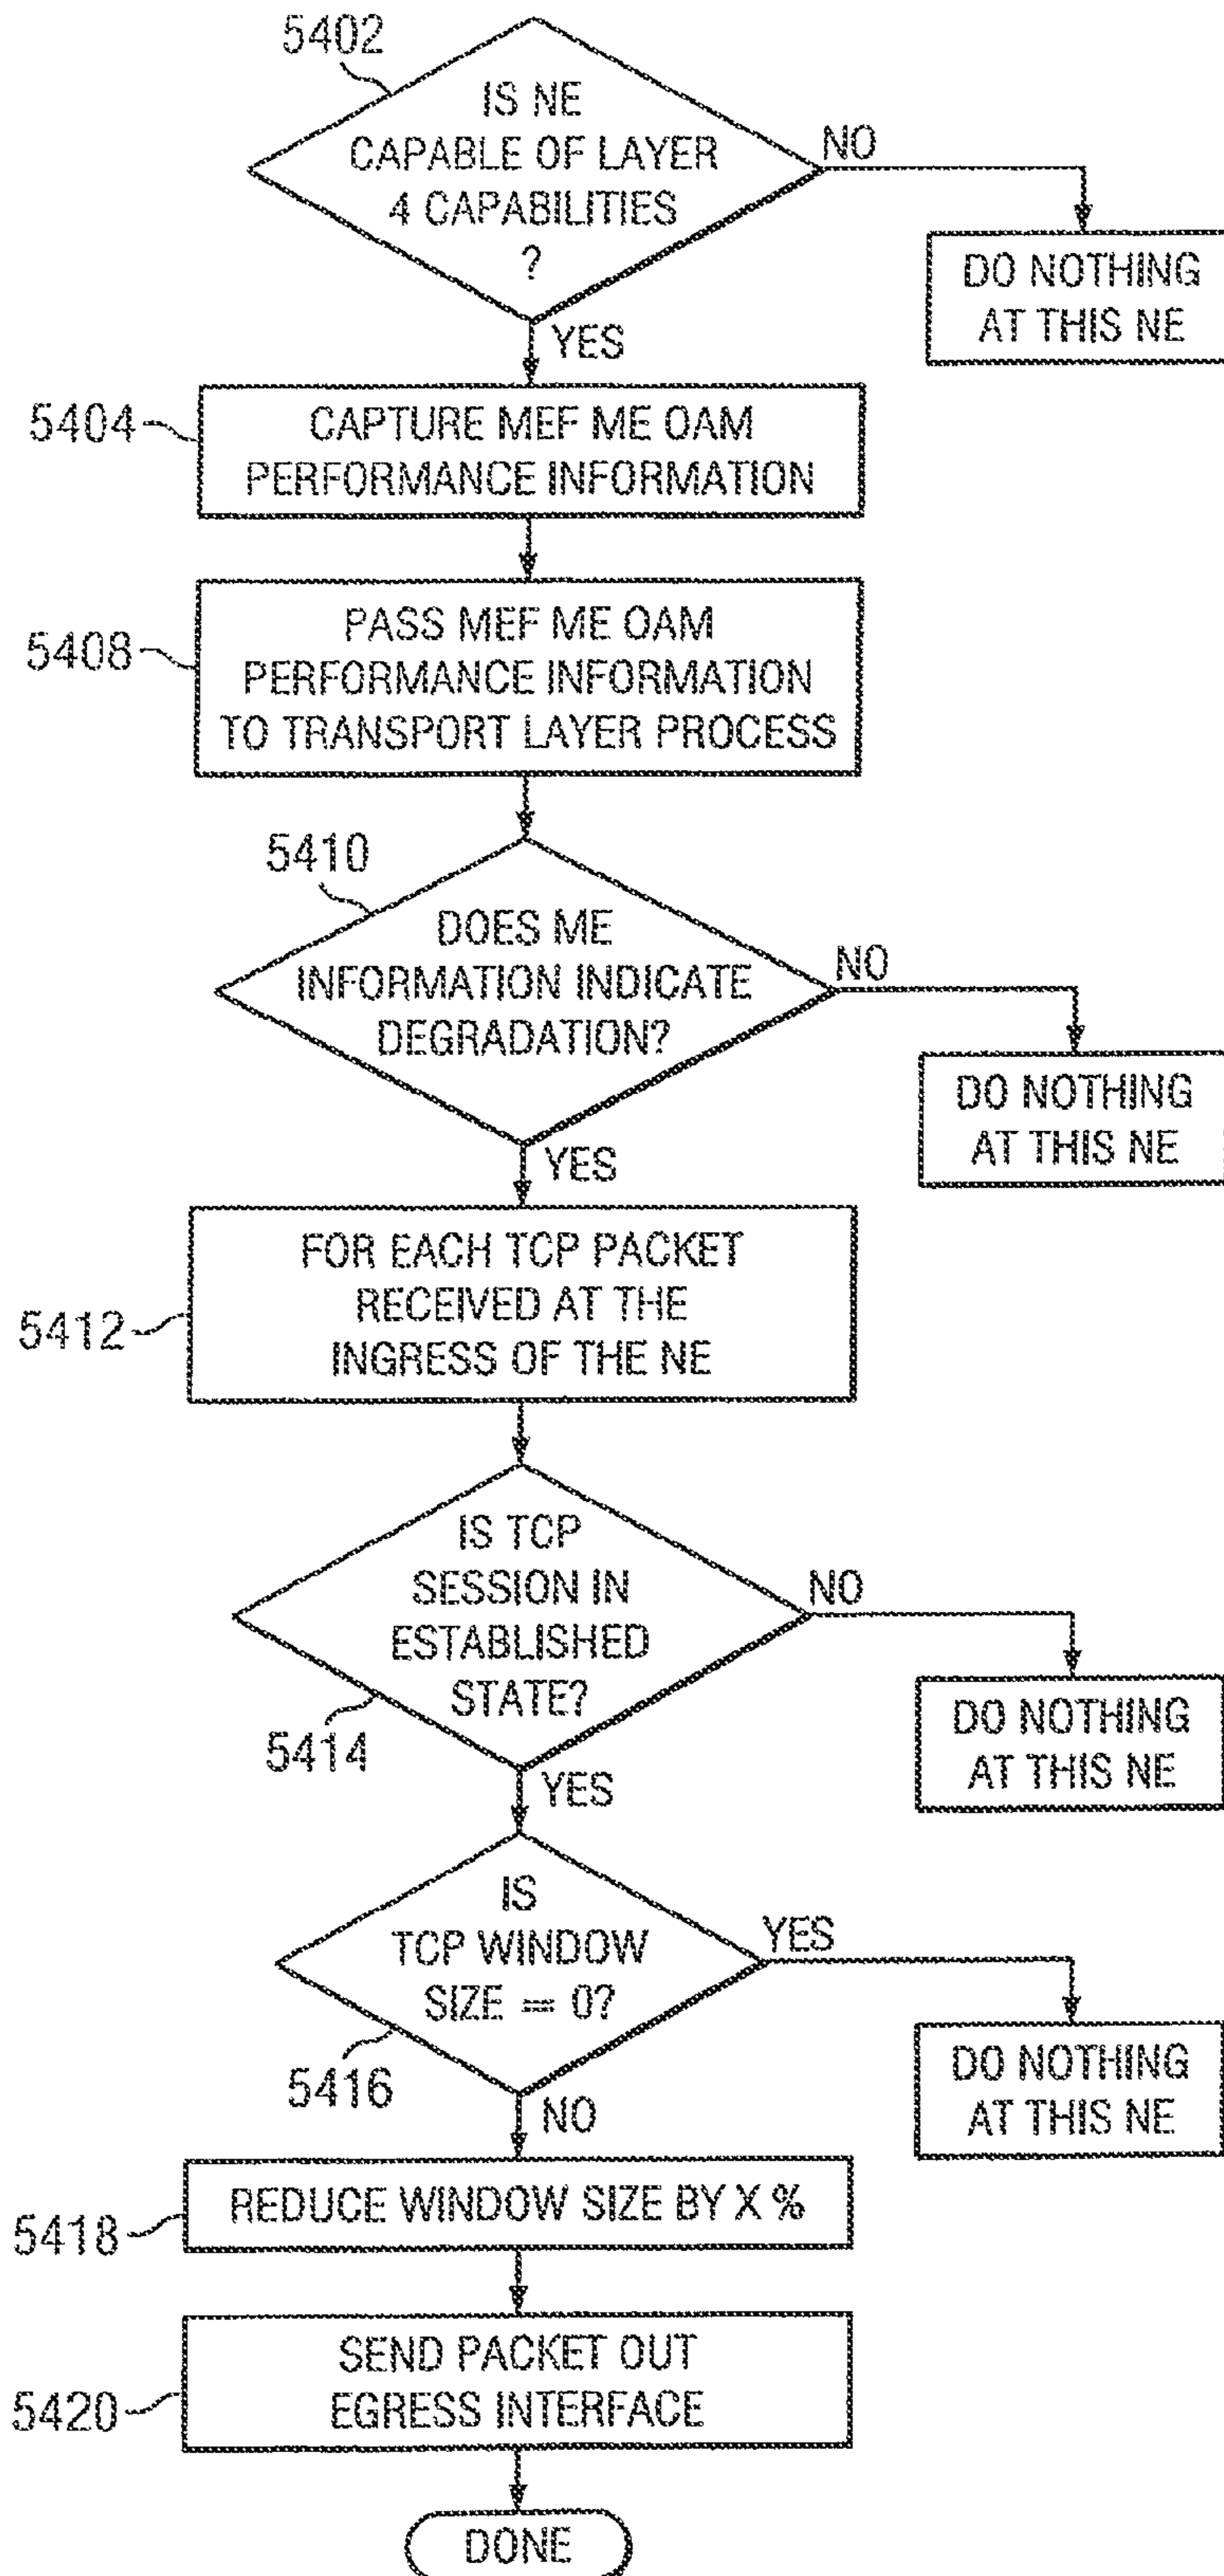 5402
IS NE
CAPABLE OF LAYER
4 CAPABILITIES
?
NO
DO NOTHING
AT THIS NE
YES
5404
CAPTURE MEF ME OAM
PERFORMANCE INFORMATION
5408
PASS MEF ME OAM
PERFORMANCE INFORMATION
TO TRANSPORT LAYER PROCESS
5410
DOES ME
INFORMATION INDICATE
DEGRADATION?
NO
DO NOTHING
AT THIS NE
YES
5412
FOR EACH TCP PACKET
RECEIVED AT THE
INGRESS OF THE NE
IS TCP
SESSION IN
ESTABLISHED
STATE?
5414
NO
DO NOTHING
AT THIS NE
YES
IS
TCP WINDOW
SIZE == 0?
5416
YES
DO NOTHING
AT THIS NE
NO
5418
REDUCE WINDOW SIZE BY X %
5420
SEND PACKET OUT
EGRESS INTERFACE
DONE